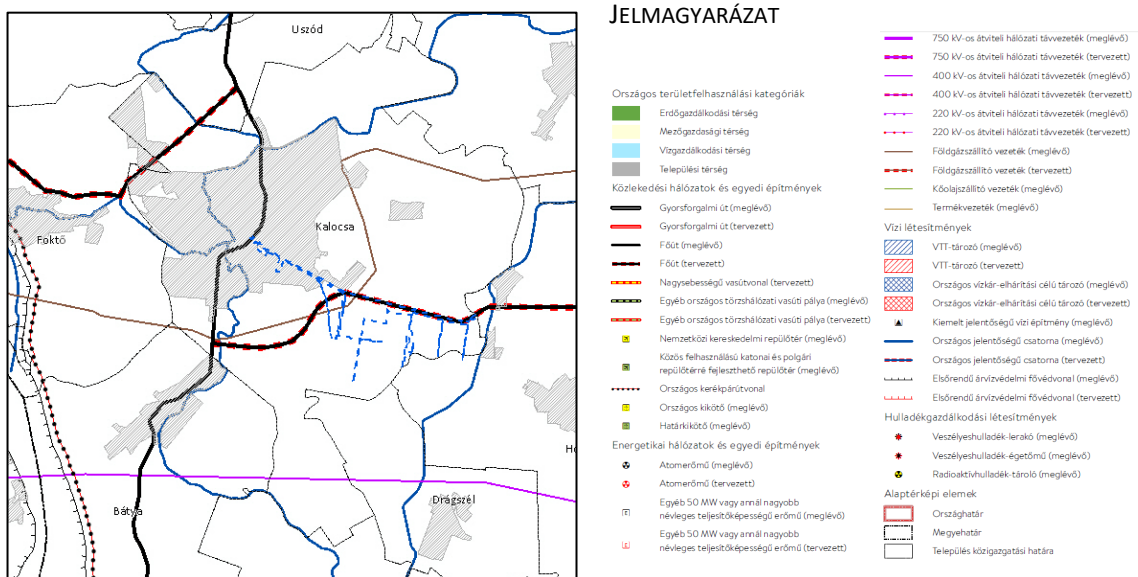 Uszód
Kalocsa
Foktő
Bátya
Drágszél
JELMAGYARÁZAT
Országos területfelhasználási kategóriák
Erdőgazdálkodási térség
Mezőgazdasági térség
Vízgazdálkodási térség
Települési térség
Közlekedési hálózatok és egyedi építmények
Gyorsforgalmi út (meglévő)
Gyorsforgalmi út (tervezett)
Főút (meglévő)
Főút (tervezett)
Nagysebességű vasútvonal (tervezett)
Egyéb országos törzshálózati vasúti pálya (meglévő)
Egyéb országos törzshálózati vasúti pálya (tervezett)
Nemzetközi kereskedelmi repülőtér (meglévő)
Közös felhasználású katonai és polgári
repülőtérré fejleszthető repülőtér (meglévő)
Országos kerékpárútvonal
Országos kikötő (meglévő)
Határkikötő (meglévő)
Energetikai hálózatok és egyedi építmények
Atomerőmű (meglévő)
Atomerőmű (tervezett)
Egyéb 50 MW vagy annál nagyobb
névleges teljesítőképességű erőmű (meglévő)
Egyéb 50 MW vagy annál nagyobb
névleges teljesítőképességű erőmű (tervezett)
750 kV-os átviteli hálózati távvezeték (meglévő)
750 kV-os átviteli hálózati távvezeték (tervezett)
400 kV-os átviteli hálózati távvezeték (meglévő)
400 kV-os átviteli hálózati távvezeték (tervezett)
220 kV-os átviteli hálózati távvezeték (meglévő)
220 kV-os átviteli hálózati távvezeték (tervezett)
Földgázszállító vezeték (meglévő)
Földgázszállító vezeték (tervezett)
Kőolajszállító vezeték (meglévő)
Termékvezeték (meglévő)
Vízi létesítmények
VTT-tározó (meglévő)
VTT-tározó (tervezett)
Országos vízkár-elhárítási célú tározó (meglévő)
Országos vízkár-elhárítási célú tározó (tervezett)
Kiemelt jelentőségű vízi építmény (meglévő)
Országos jelentőségű csatorna (meglévő)
Országos jelentőségű csatorna (tervezett)
Elsőrendű árvízvédelmi fővédvonal (meglévő)
Elsőrendű árvízvédelmi fővédvonal (tervezett)
Hulladékgazdálkodási létesítmények
Veszélyeshulladék-lerakó (meglévő)
Veszélyeshulladék-égetőmű (meglévő)
Radioaktívhulladék-tároló (meglévő)
Alaptérképi elemek
Országhatár
Megyehatár
Település közigazgatási határa